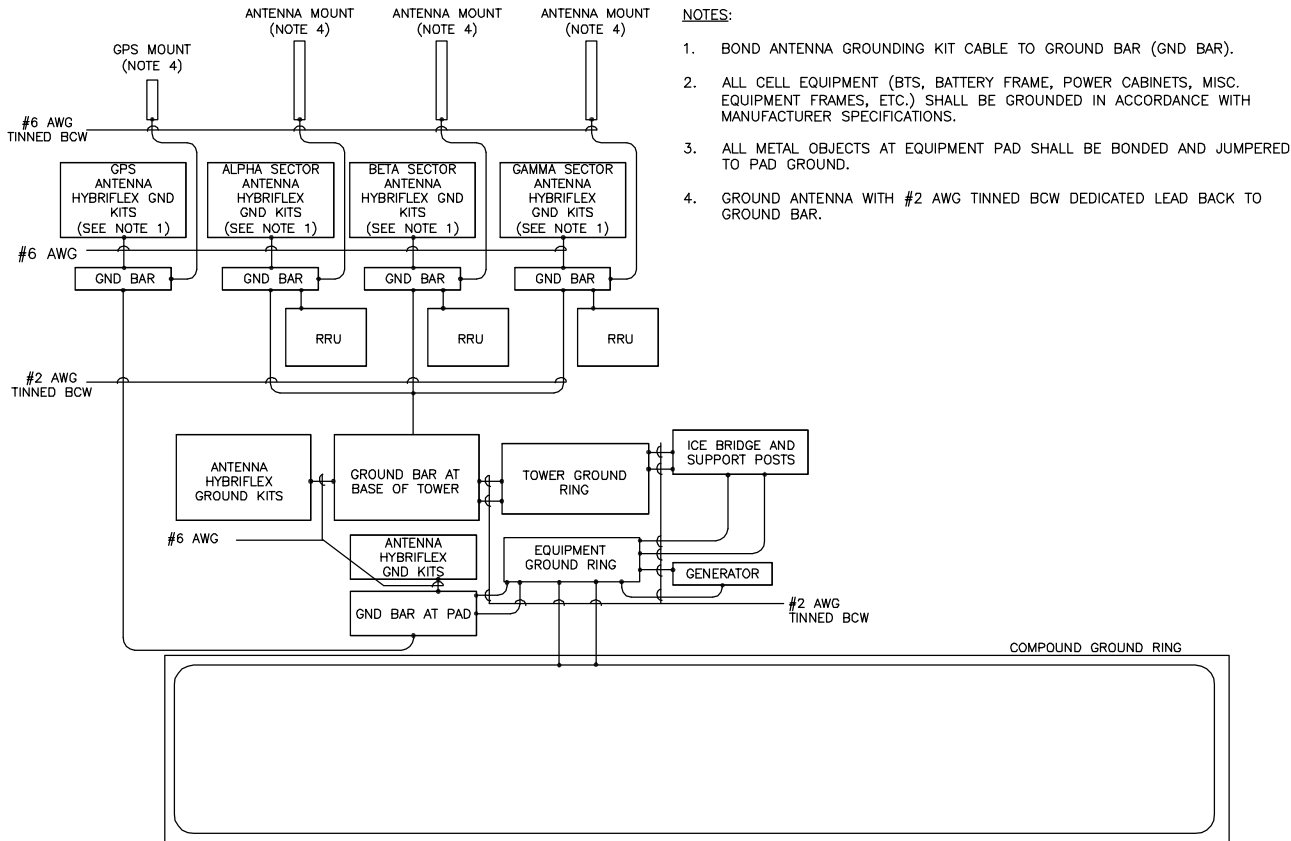 ANTENNA MOUNT
(NOTE 4)
ANTENNA MOUNT
(NOTE 4)
ANTENNA MOUNT
(NOTE 4)
GPS MOUNT
(NOTE 4)
#6 AWG
TINNED BCW
GPS
ANTENNA
HYBRIFLEX GND
KITS
(SEE NOTE 1)
ALPHA SECTOR
ANTENNA
HYBRIFLEX
GND KITS
(SEE NOTE 1)
BETA SECTOR
ANTENNA
HYBRIFLEX GND
KITS
(SEE NOTE 1)
GAMMA SECTOR
ANTENNA
HYBRIFLEX
GND KITS
(SEE NOTE 1)
#6 AWG
GND BAR
GND BAR
GND BAR
GND BAR
RRU
RRU
RRU
#2 AWG
TINNED BCW
ANTENNA
HYBRIFLEX
GROUND KITS
GROUND BAR AT
BASE OF TOWER
TOWER GROUND
RING
ICE BRIDGE AND
SUPPORT POSTS
#6 AWG
ANTENNA
HYBRIFLEX
GND KITS
EQUIPMENT
GROUND RING
GENERATOR
GND BAR AT PAD
#2 AWG
TINNED BCW
COMPOUND GROUND RING
NOTES:
1. BOND ANTENNA GROUNDING KIT CABLE TO GROUND BAR (GND BAR).
2. ALL CELL EQUIPMENT (BTS, BATTERY FRAME, POWER CABINETS, MISC.
EQUIPMENT FRAMES, ETC.) SHALL BE GROUNDED IN ACCORDANCE WITH
MANUFACTURER SPECIFICATIONS.
3. ALL METAL OBJECTS AT EQUIPMENT PAD SHALL BE BONDED AND JUMPERED
TO PAD GROUND.
4. GROUND ANTENNA WITH #2 AWG TINNED BCW DEDICATED LEAD BACK TO
GROUND BAR.